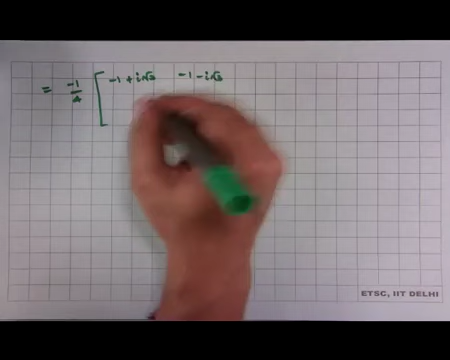 = -1/4 [ -1 + i√3   -1 - i√3
ETSC, IIT DELHI